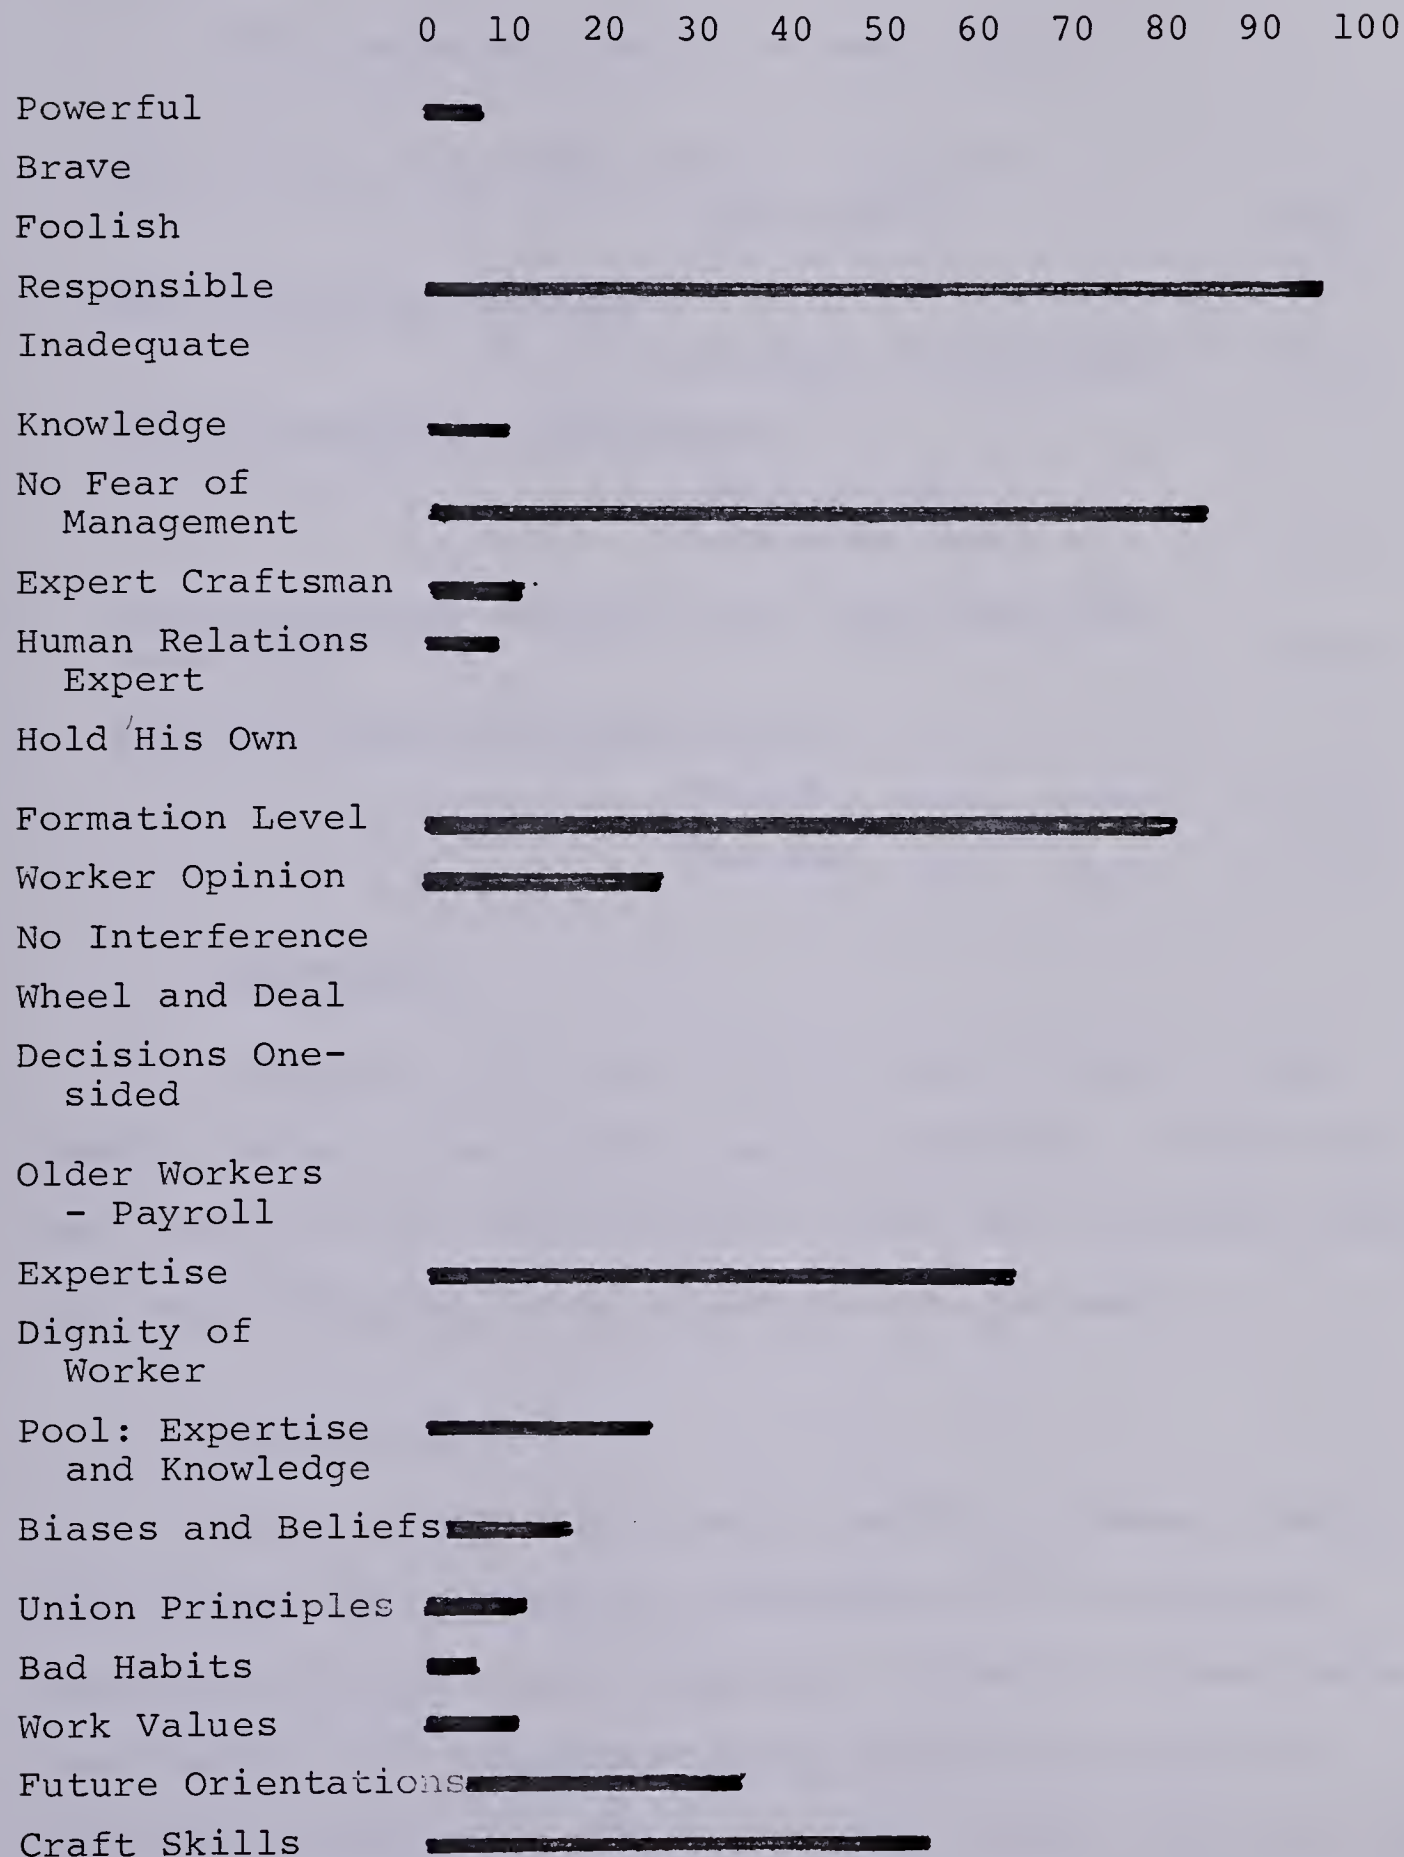 0 10 20 30 40 50 60 70 80 90 100
Powerful
Brave
Foolish
Responsible
Inadequate
Knowledge
No Fear of
Management
Expert Craftsman
Human Relations
Expert
Hold His Own
Formation Level
Worker Opinion
No Interference
Wheel and Deal
Decisions One-
sided
Older Workers
- Payroll
Expertise
Dignity of
Worker
Pool: Expertise
and Knowledge
Biases and Beliefs
Union Principles
Bad Habits
Work Values
Future Orientations
Craft Skills